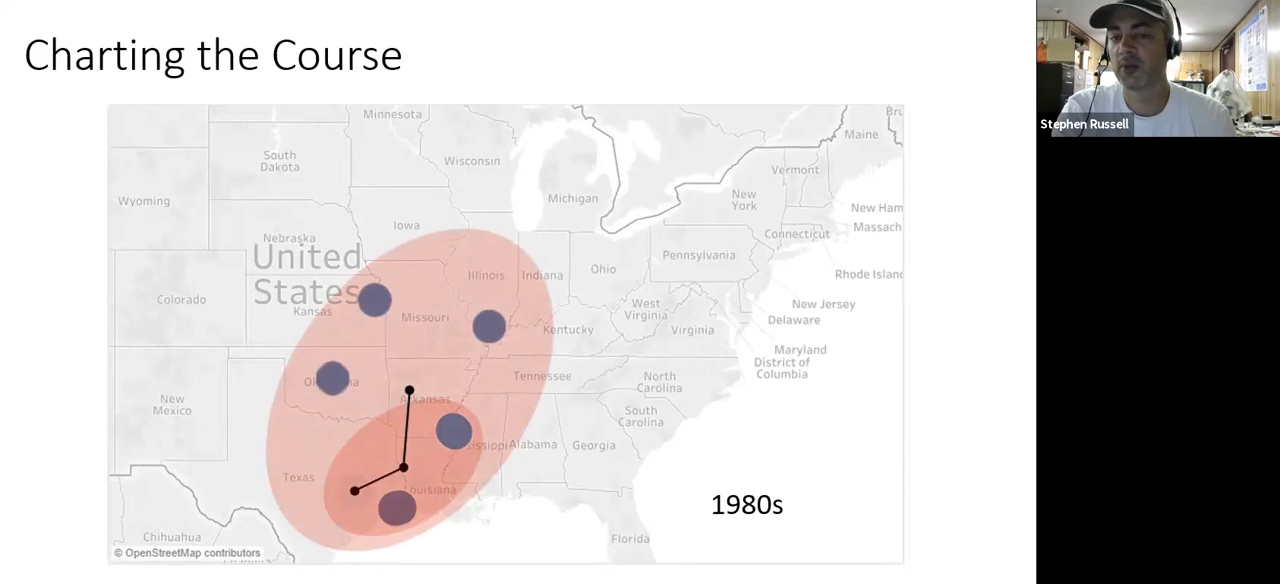 Charting the Course
Stephen Russell
Minnesota
Bru
Maine
South
Dakota
Wisconsin
Vermont
Michigan
New
York
Wyoming
New Ham
Iowa
Massach
Nebraska
Connecticut
United
States
Pennsylvania
Illinois
Indiana
Ohio
Rhode Island
Colorado
New Jersey
Kansas
Missouri
West
Virginia
Delaware
Kentucky
Virginia
Maryland
District of
Columbia
Tennessee
North
Carolina
New
Mexico
Arkansas
South
Carolina
Alabama
Georgia
Texas
ouisiana
1980s
Chihuahua
Florida
© OpenStreetMap contributors